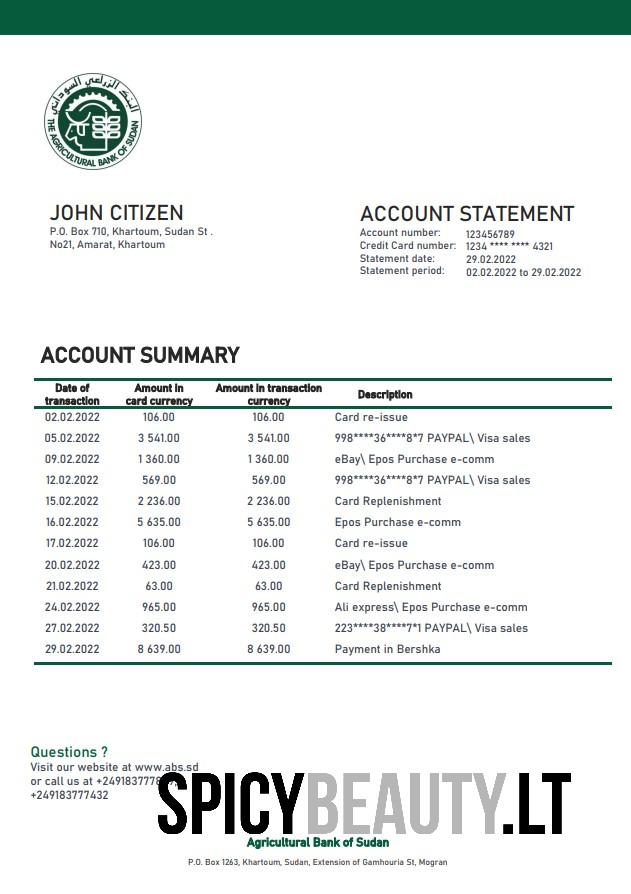 البنك الزراعي السوداني
THE AGRICULTURAL BANK OF SUDAN
JOHN CITIZEN
P.O. Box 710, Khartoum, Sudan St .
No21, Amarat, Khartoum
ACCOUNT STATEMENT
Account number: 123456789
Credit Card number: 1234 **** **** 4321
Statement date: 29.02.2022
Statement period: 02.02.2022 to 29.02.2022
ACCOUNT SUMMARY
Date of transaction Amount in card currency Amount in transaction currency Description
02.02.2022 106.00 106.00 Card re-issue
05.02.2022 3 541.00 3 541.00 998****36****8*7 PAYPAL\ Visa sales
09.02.2022 1 360.00 1 360.00 eBay\ Epos Purchase e-comm
12.02.2022 569.00 569.00 998****36****8*7 PAYPAL\ Visa sales
15.02.2022 2 236.00 2 236.00 Card Replenishment
16.02.2022 5 635.00 5 635.00 Epos Purchase e-comm
17.02.2022 106.00 106.00 Card re-issue
20.02.2022 423.00 423.00 eBay\ Epos Purchase e-comm
21.02.2022 63.00 63.00 Card Replenishment
24.02.2022 965.00 965.00 Ali express\ Epos Purchase e-comm
27.02.2022 320.50 320.50 223****38****7*1 PAYPAL\ Visa sales
29.02.2022 8 639.00 8 639.00 Payment in Bershka
Questions ?
Visit our website at www.abs.sd
or call us at
+249183777432
SPICYBEAUTY.LT
Agricultural Bank of Sudan
P.O. Box 1263, Khartoum, Sudan, Extension of Gamhouria St, Mogran